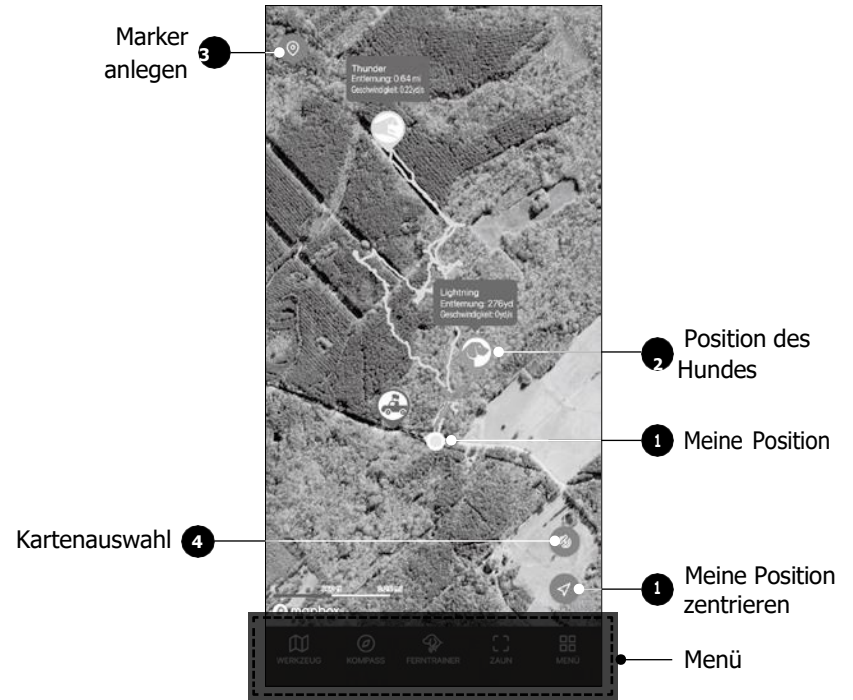 Marker
anlegen
3
Thunder
Entfernung: 0.64 mi
Geschwindigkeit: 0.22yd/s
Lightning
Entfernung: 276yd
Geschwindigkeit: 0yd/s
2
Position des
Hundes
1
Meine Position
Kartenauswahl
4
1
Meine Position
zentrieren
mapbox
WERKZEUG
KOMPASS
FERNTRAINER
ZAUN
MENÜ
Menü